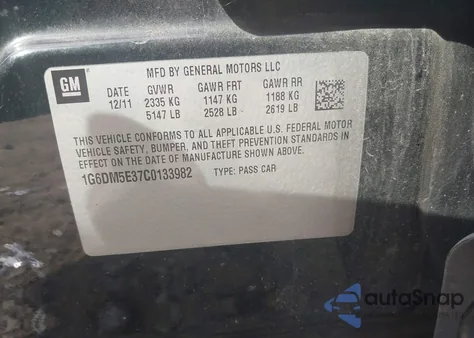 GM
MFD BY GENERAL MOTORS LLC
DATE GVWR GAWR FRT GAWR RR
12/11 2335 KG 1147 KG 1188 KG
5147 LB 2528 LB 2619 LB
THIS VEHICLE CONFORMS TO ALL APPLICABLE U.S. FEDERAL MOTOR
VEHICLE SAFETY, BUMPER, AND THEFT PREVENTION STANDARDS IN
EFFECT ON THE DATE OF MANUFACTURE SHOWN ABOVE.
1G6DM5E37C0133982 TYPE: PASS CAR
autoSnap